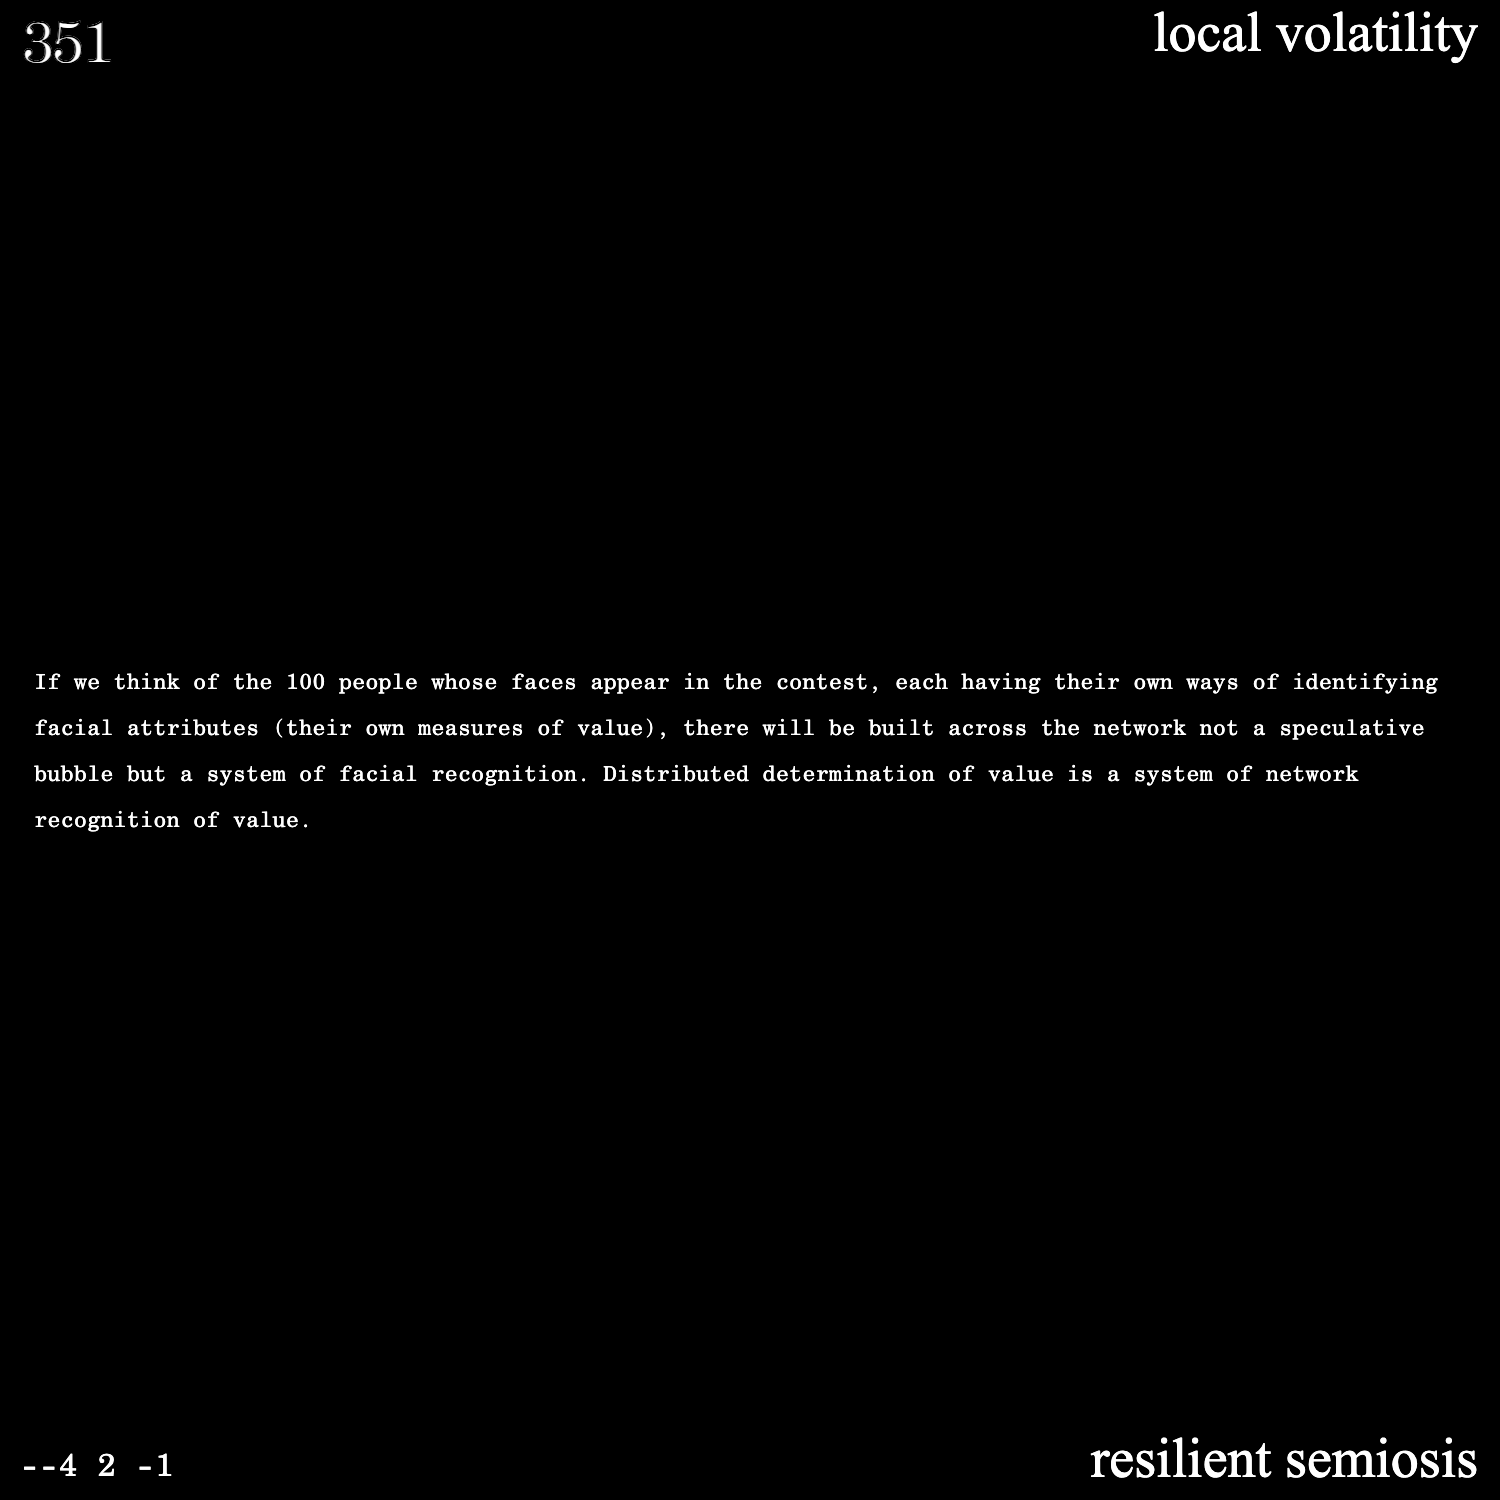 351
local volatility
If we think of the 100 people whose faces appear in the contest, each having their own ways of identifying
facial attributes (their own measures of value), there will be built across the network not a speculative
bubble but a system of facial recognition. Distributed determination of value is a system of network
recognition of value.
--4 2 -1
resilient semiosis